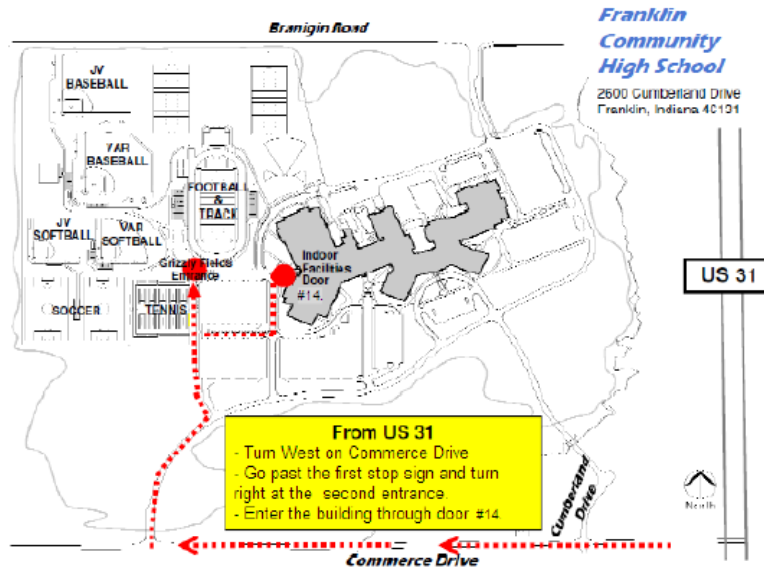 Branigin Road
Franklin
Community
High School
2600 Cumberland Drive
Franklin, Indiana 46131
JV
BASEBALL
VAR
BASEBALL
FOOTBALL
&
TRACK
JV
SOFTBALL
VAR
SOFTBALL
Grizzly Fields
Entrance
Indoor
Facilities
Door
#14.
US 31
SOCCER
TENNIS
From US 31
- Turn West on Commerce Drive
- Go past the first stop sign and turn
right at the second entrance.
- Enter the building through door #14.
Cumberland
Drive
North
Commerce Drive